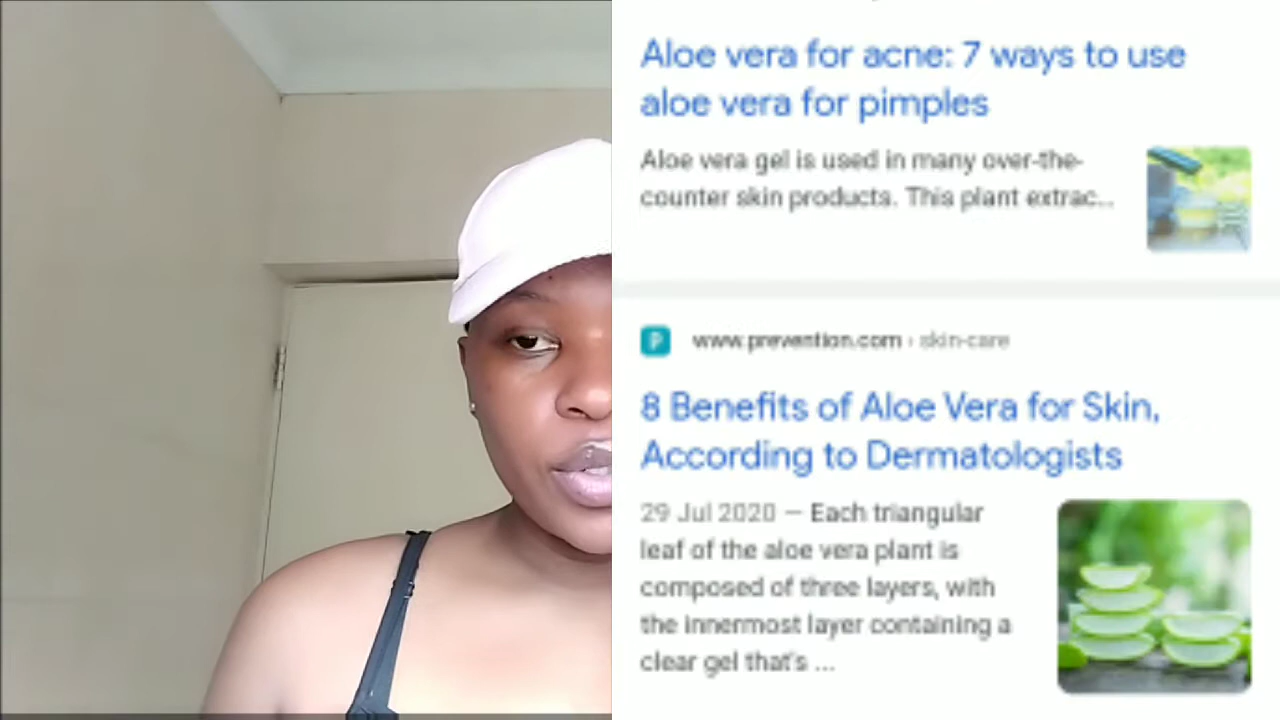 Aloe vera for acne: 7 ways to use
aloe vera for pimples
Aloe vera gel is used in many over-the-
counter skin products. This plant extrac...
P
www.prevention.com › skin-care
8 Benefits of Aloe Vera for Skin,
According to Dermatologists
29 Jul 2020 — Each triangular
leaf of the aloe vera plant is
composed of three layers, with
the innermost layer containing a
clear gel that's ...